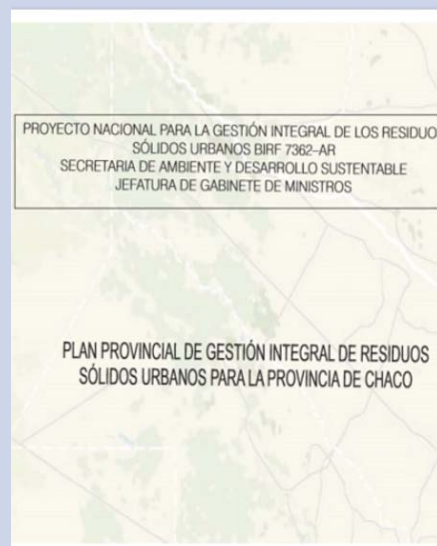 PROYECTO NACIONAL PARA LA GESTIÓN INTEGRAL DE LOS RESIDUO
SÓLIDOS URBANOS BIRF 7362–AR
SECRETARIA DE AMBIENTE Y DESARROLLO SUSTENTABLE
JEFATURA DE GABINETE DE MINISTROS
PLAN PROVINCIAL DE GESTIÓN INTEGRAL DE RESIDUOS
SÓLIDOS URBANOS PARA LA PROVINCIA DE CHACO